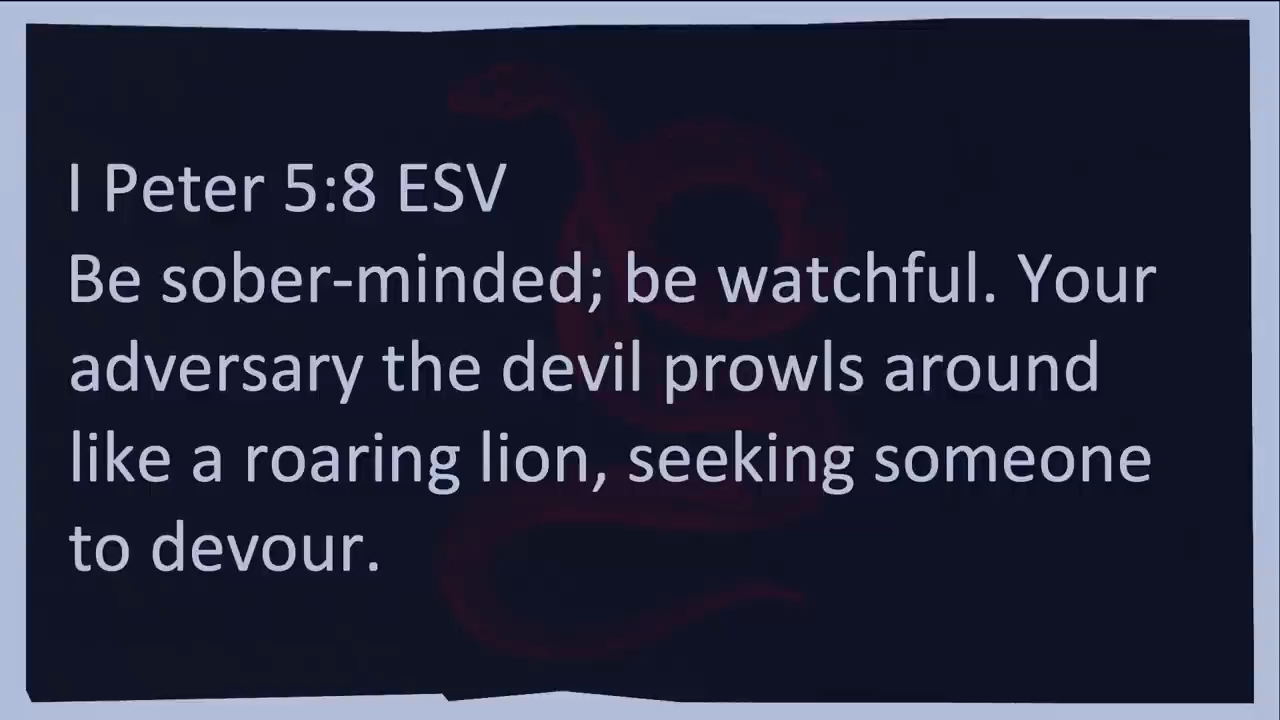 I Peter 5:8 ESV
Be sober-minded; be watchful. Your
adversary the devil prowls around
like a roaring lion, seeking someone
to devour.